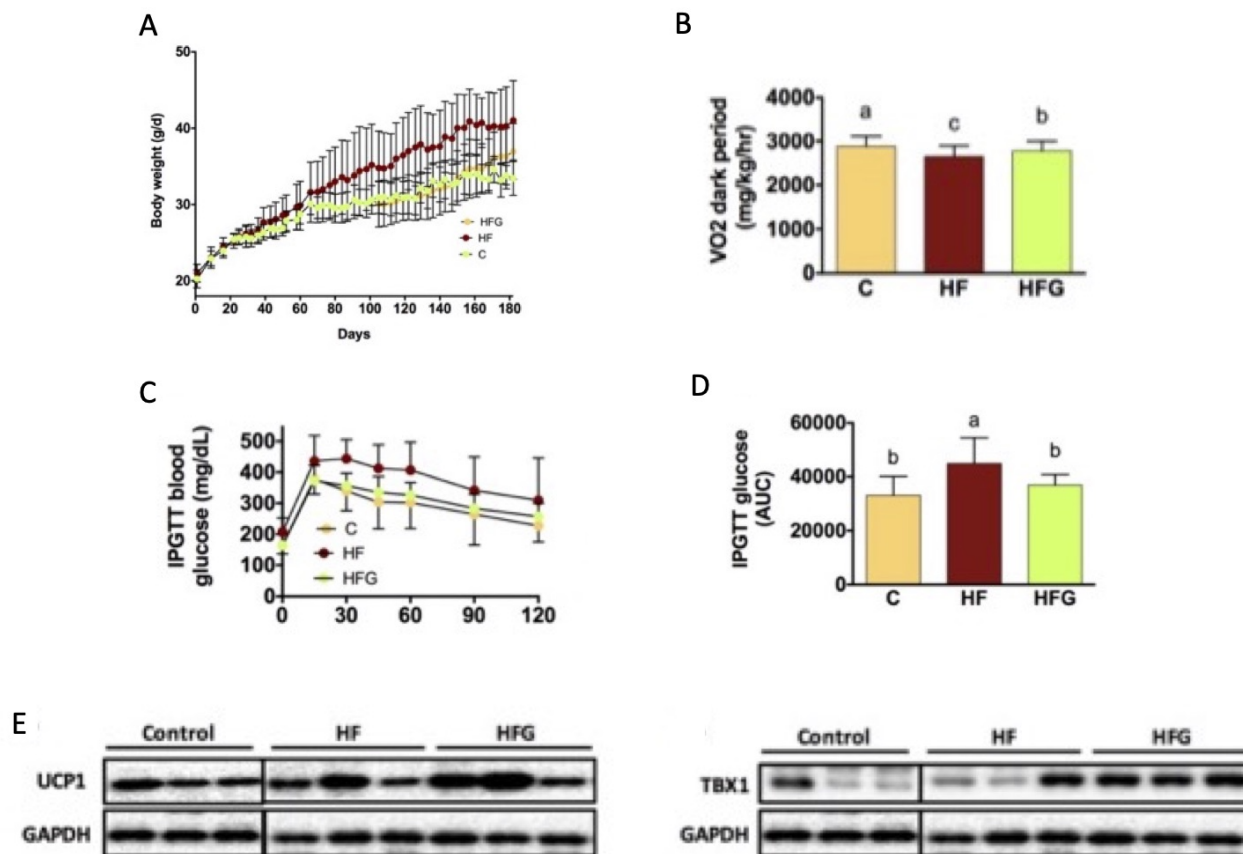 A
50
40
30
20
Body weight (g/d)
HFG
HF
C
0 20 40 60 80 100 120 140 160 180
Days
B
4000
3000
2000
1000
0
VO2 dark period
(mg/kg/hr)
a c b
C HF HFG
C
500
400
300
200
100
0
IPGTT blood
glucose (mg/dL)
C
HF
HFG
0 30 60 90 120
D
60000
40000
20000
0
IPGTT glucose
(AUC)
b a b
C HF HFG
E
Control HF HFG
UCP1
GAPDH
Control HF HFG
TBX1
GAPDH